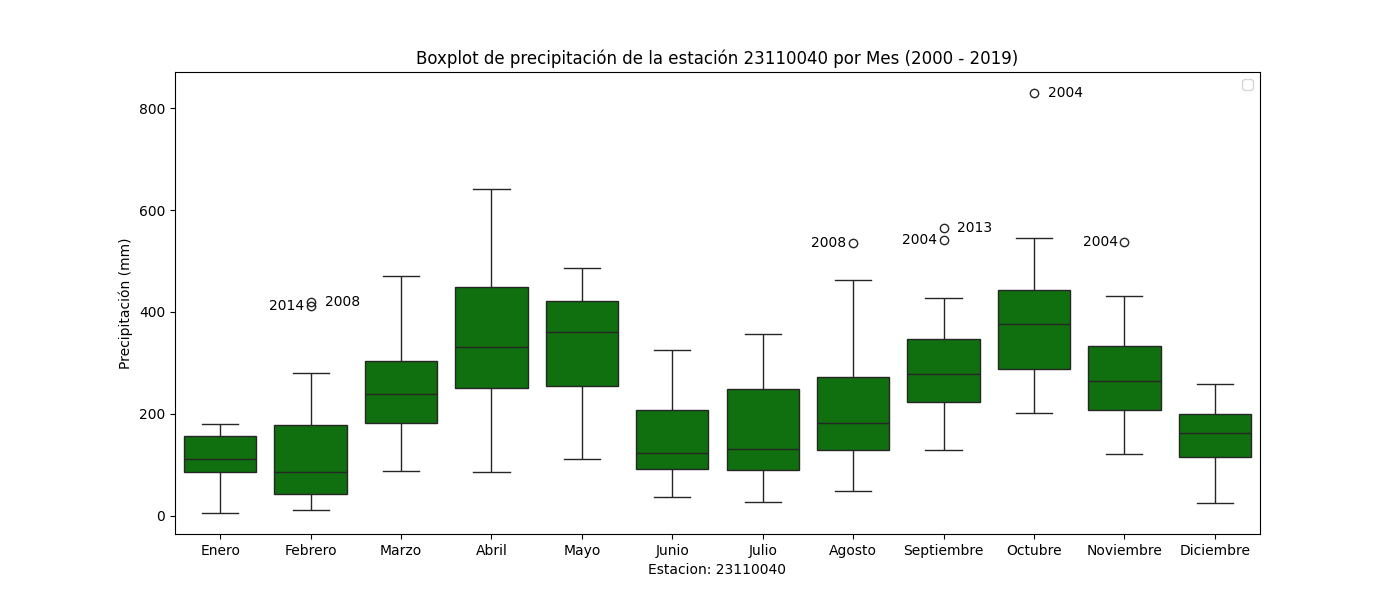 Boxplot de precipitación de la estación 23110040 por Mes (2000 - 2019)
Precipitación (mm)
800
600
400
200
0
2014
2008
2008
2004
2013
2004
2004
Enero
Febrero
Marzo
Abril
Mayo
Junio
Julio
Agosto
Septiembre
Octubre
Noviembre
Diciembre
Estacion: 23110040